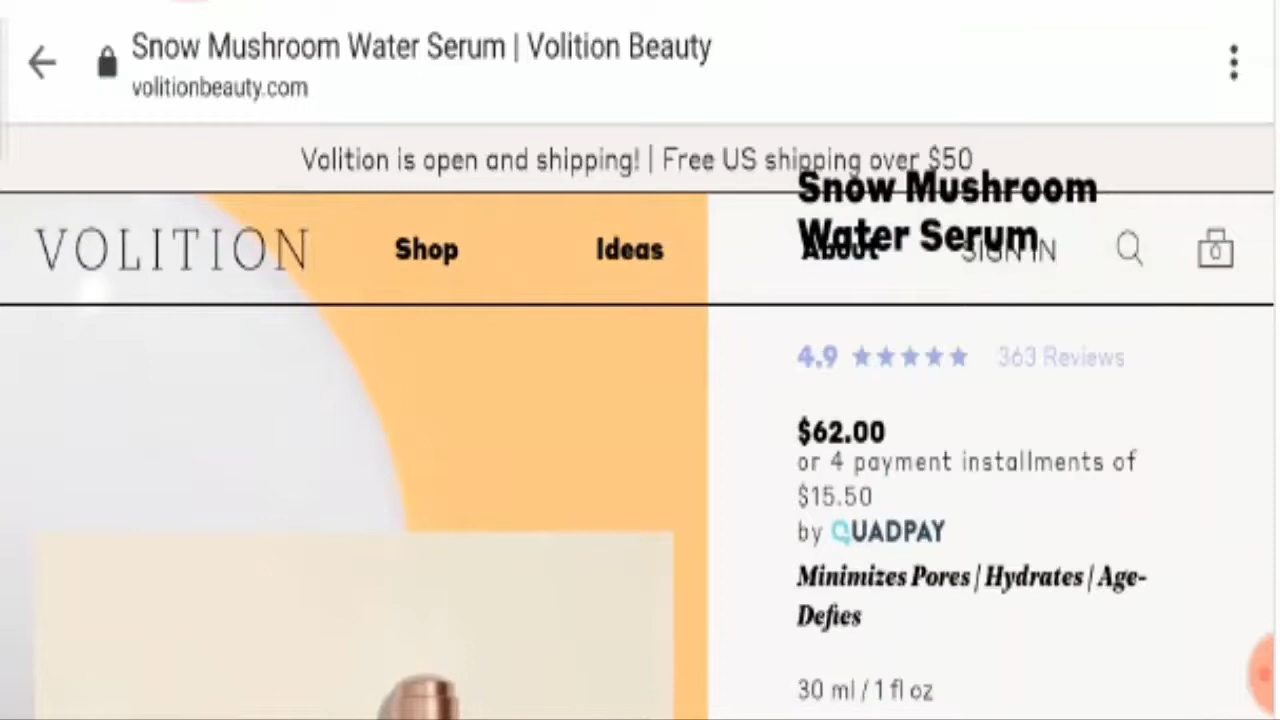 Snow Mushroom Water Serum | Volition Beauty
volitionbeauty.com
Volition is open and shipping! | Free US shipping over $50
VOLITION
Shop
Ideas
About
SIGN IN
0
Snow Mushroom
Water Serum
4.9
363 Reviews
$62.00
or 4 payment installments of
$15.50
by QUADPAY
Minimizes Pores | Hydrates | Age-
Defies
30 ml / 1 fl oz